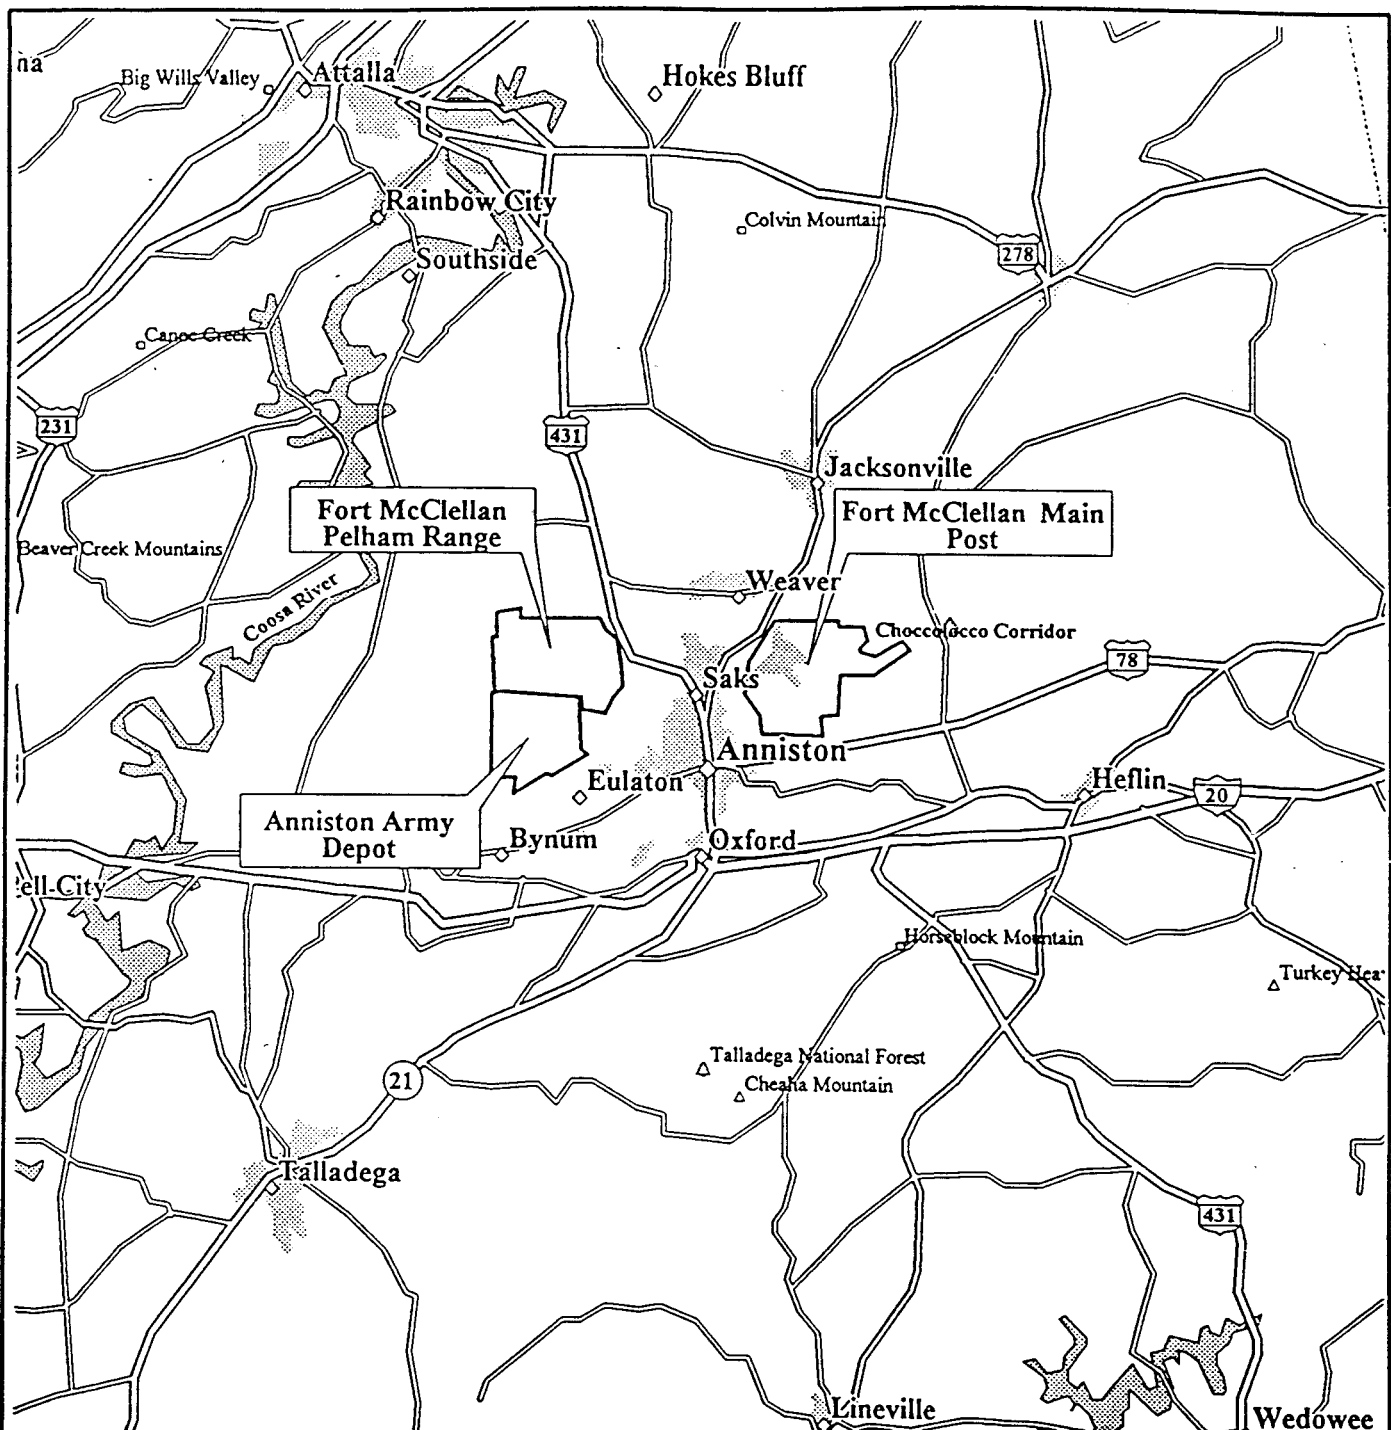 na
Big Wills Valley
Attalla
Hokes Bluff
Rainbow City
Colvin Mountain
Southside
278
Canoe Creek
231
431
Jacksonville
Fort McClellan
Pelham Range
Fort McClellan Main
Post
Beaver Creek Mountains
Weaver
Coosa River
Choccolocco Corridor
78
Saks
Anniston
Eulaton
Heflin
20
Anniston Army
Depot
Bynum
Oxford
ell-City
Horseblock Mountain
Turkey Hea
Talladega National Forest
21
Cheaha Mountain
Talladega
431
Lineville
Wedowee